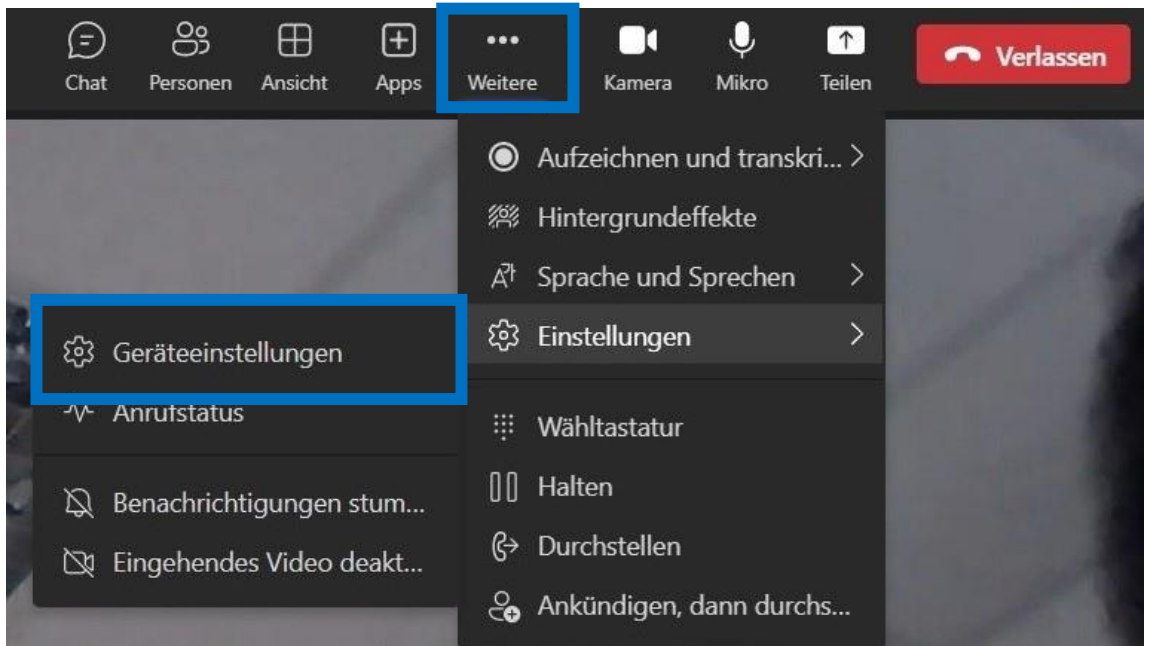 Chat
Personen
Ansicht
Apps
Weitere
Kamera
Mikro
Teilen
Verlassen
Aufzeichnen und transkri...
Hintergrundeffekte
Sprache und Sprechen
Einstellungen
Wähltastatur
Halten
Durchstellen
Ankündigen, dann durchs...
Geräteeinstellungen
Anrufstatus
Benachrichtigungen stum...
Eingehendes Video deakt...